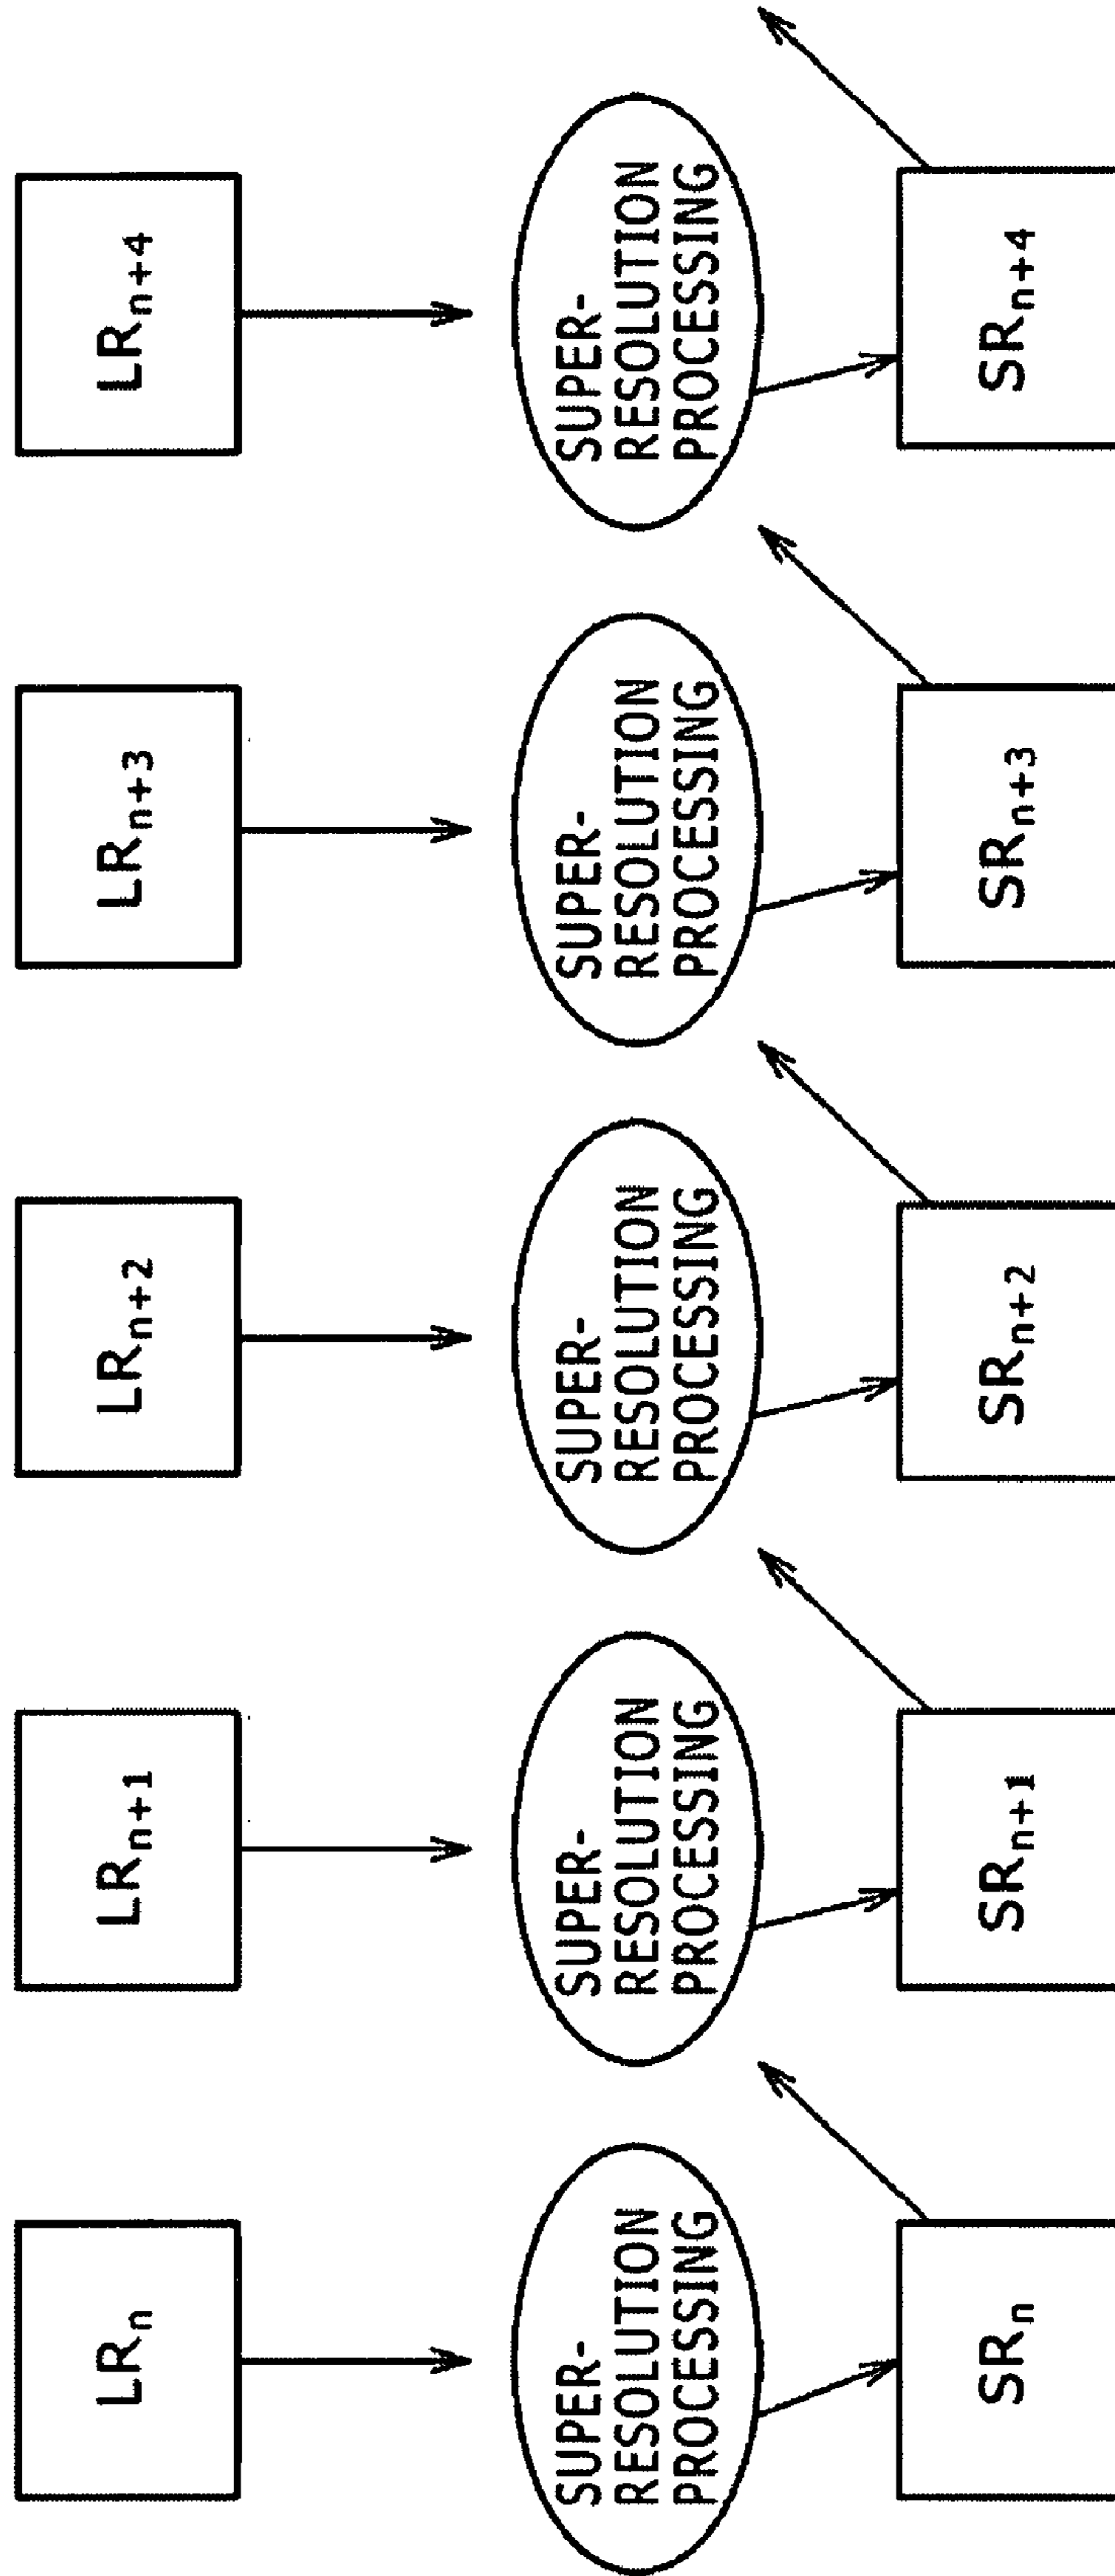 LRn
LRn+1
LRn+2
LRn+3
LRn+4
SUPER-
RESOLUTION
PROCESSING
SUPER-
RESOLUTION
PROCESSING
SUPER-
RESOLUTION
PROCESSING
SUPER-
RESOLUTION
PROCESSING
SUPER-
RESOLUTION
PROCESSING
SRn
SRn+1
SRn+2
SRn+3
SRn+4